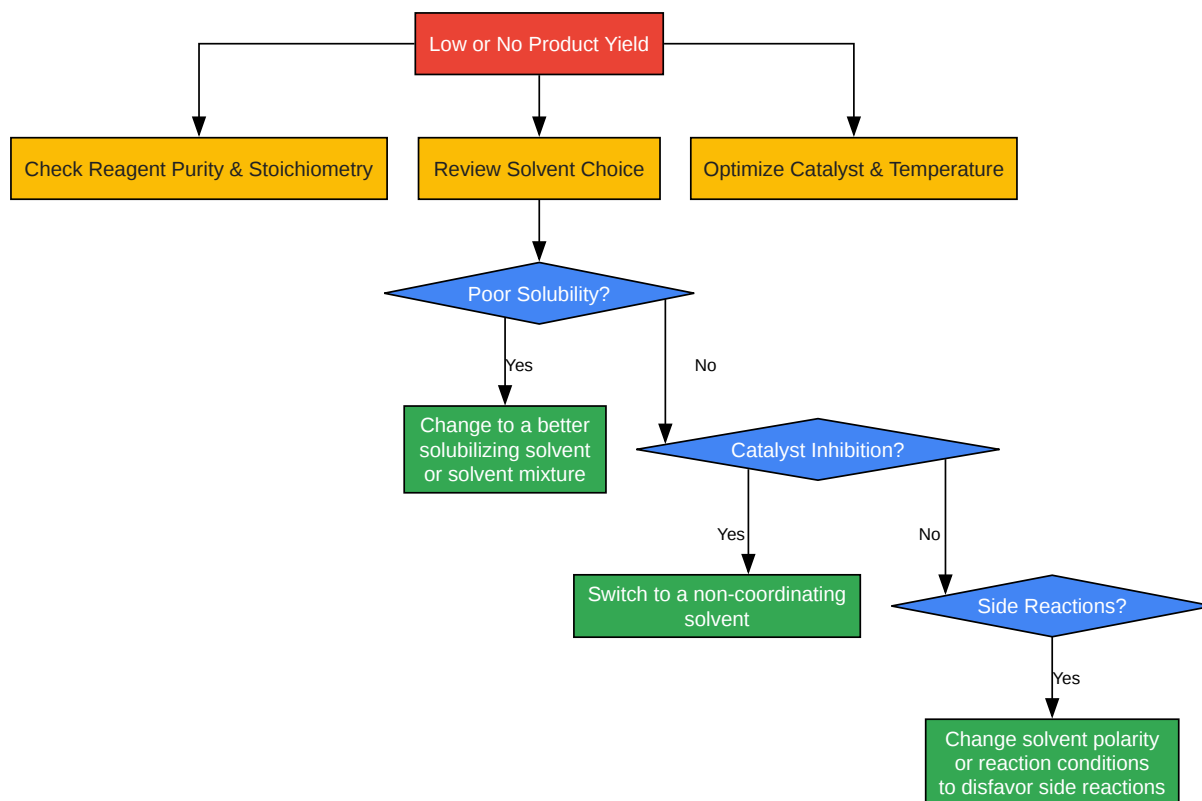 Low or No Product Yield
Check Reagent Purity & Stoichiometry
Review Solvent Choice
Optimize Catalyst & Temperature
Poor Solubility?
Yes
No
Change to a better
solubilizing solvent
or solvent mixture
Catalyst Inhibition?
Yes
No
Switch to a non-coordinating
solvent
Side Reactions?
Yes
Change solvent polarity
or reaction conditions
to disfavor side reactions